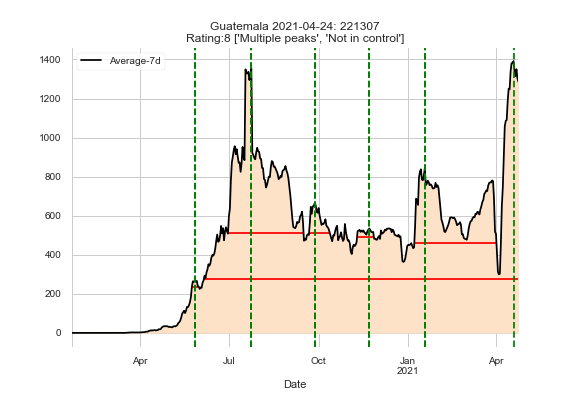 Guatemala 2021-04-24: 221307
Rating:8 ['Multiple peaks', 'Not in control']
Average-7d
1400
1200
1000
800
600
400
200
0
Apr
Jul
Oct
Jan
2021
Apr
Date